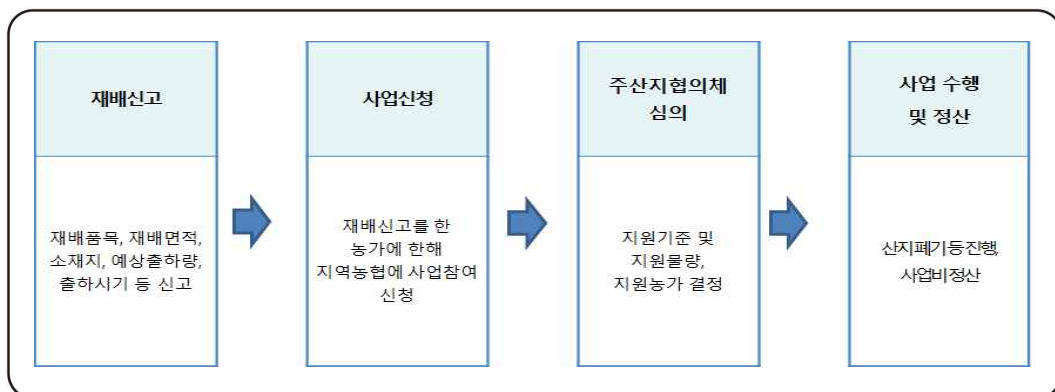 재배신고
재배품목, 재배면적,
소재지, 예상출하량,
출하시기 등 신고
사업신청
재배신고를 한
농가에 한해
지역농협에 사업참여
신청
주산지협의체
심의
지원기준 및
지원물량,
지원농가 결정
사업 수행
및 정산
산지폐기등진행,
사업비정산